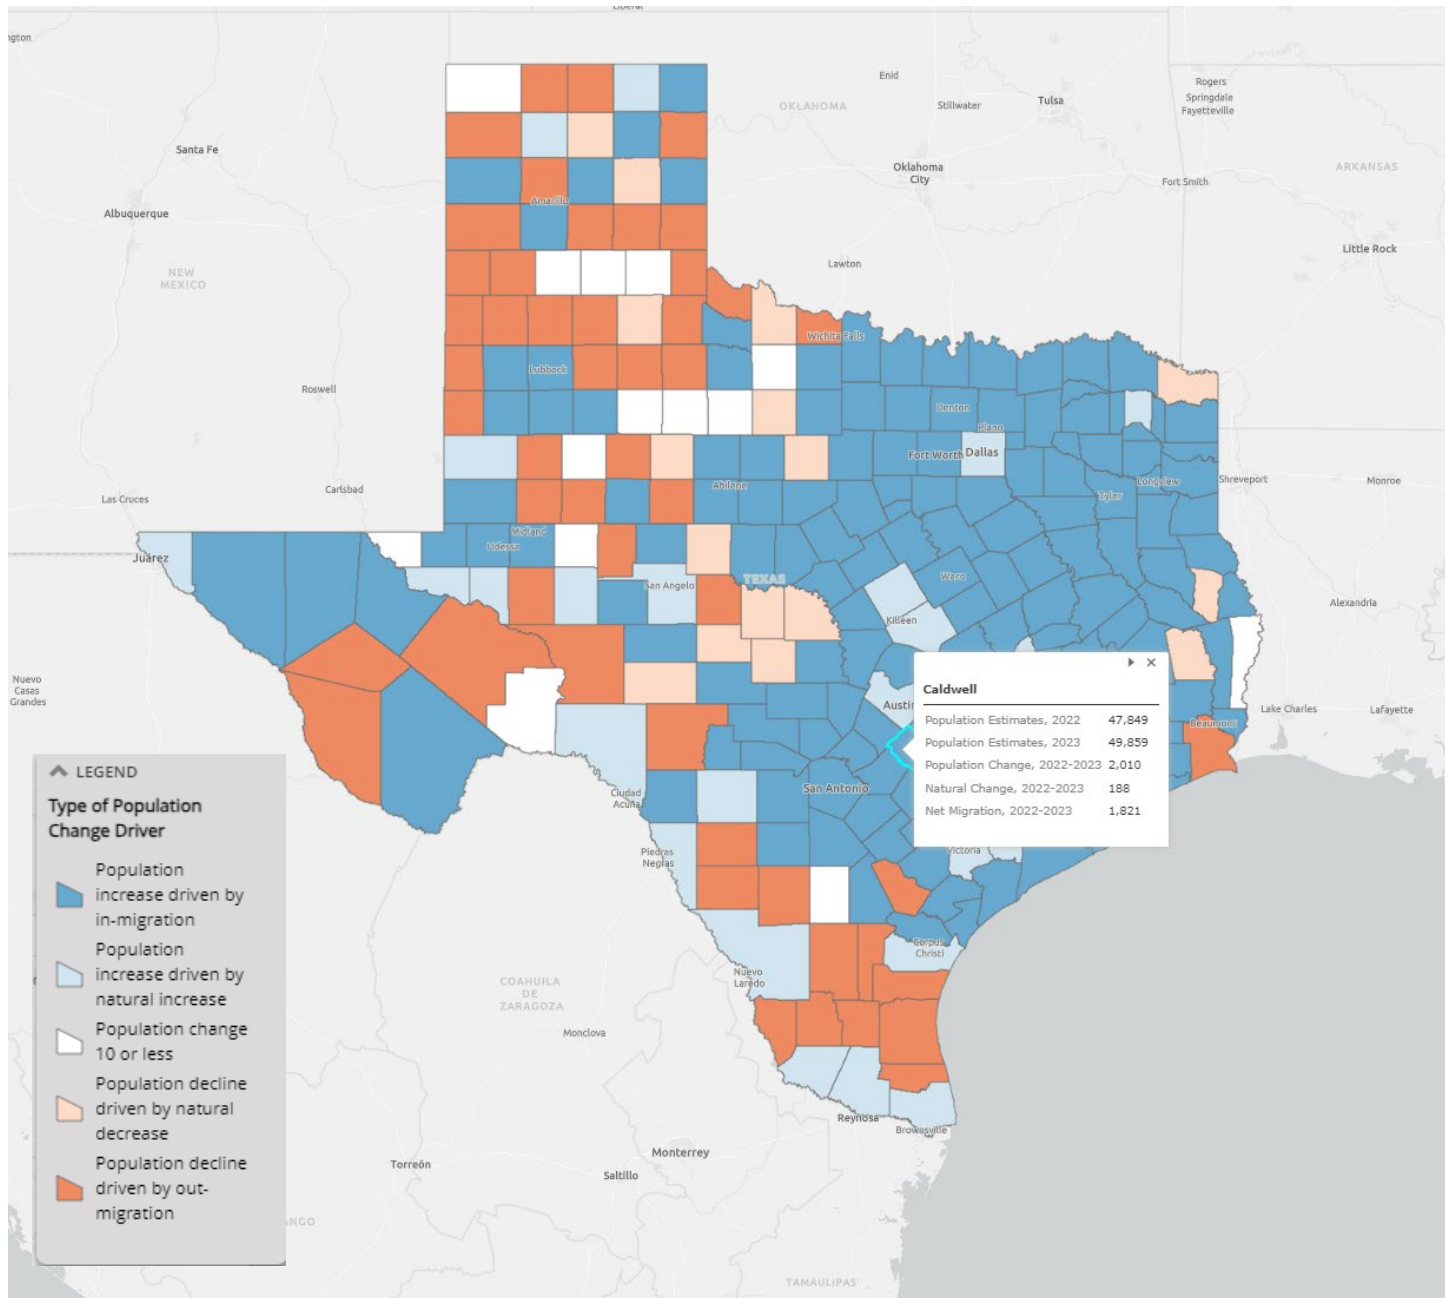 Liberal
ngton
Enid
Rogers
Springdale
Fayetteville
OKLAHOMA
Stillwater
Tulsa
Santa Fe
Oklahoma
City
ARKANSAS
Fort Smith
Amarillo
Albuquerque
Little Rock
Lawton
NEW
MEXICO
Wichita Falls
Lubbock
Roswell
Denton
Plano
Fort Worth
Dallas
Las Cruces
Carlsbad
Abilene
Tyler
Longview
Shreveport
Monroe
Midland
Odessa
Juárez
TEXAS
Waco
San Angelo
Killeen
Alexandria
Nuevo
Casas
Grandes
Caldwell
Austin
Population Estimates, 2022 47,849
Population Estimates, 2023 49,859
Population Change, 2022-2023 2,010
Natural Change, 2022-2023 188
Net Migration, 2022-2023 1,821
Beaumont
Lake Charles
Lafayette
San Antonio
Ciudad
Acuña
Piedras
Negras
Victoria
Corpus
Christi
Nuevo
Laredo
COAHUILA
DE
ZARAGOZA
Monclova
Reynosa
Brownsville
Monterrey
Torreón
Saltillo
ANGO
TAMAULIPAS
LEGEND
Type of Population
Change Driver
Population
increase driven by
in-migration
Population
increase driven by
natural increase
Population change
10 or less
Population decline
driven by natural
decrease
Population decline
driven by out-
migration